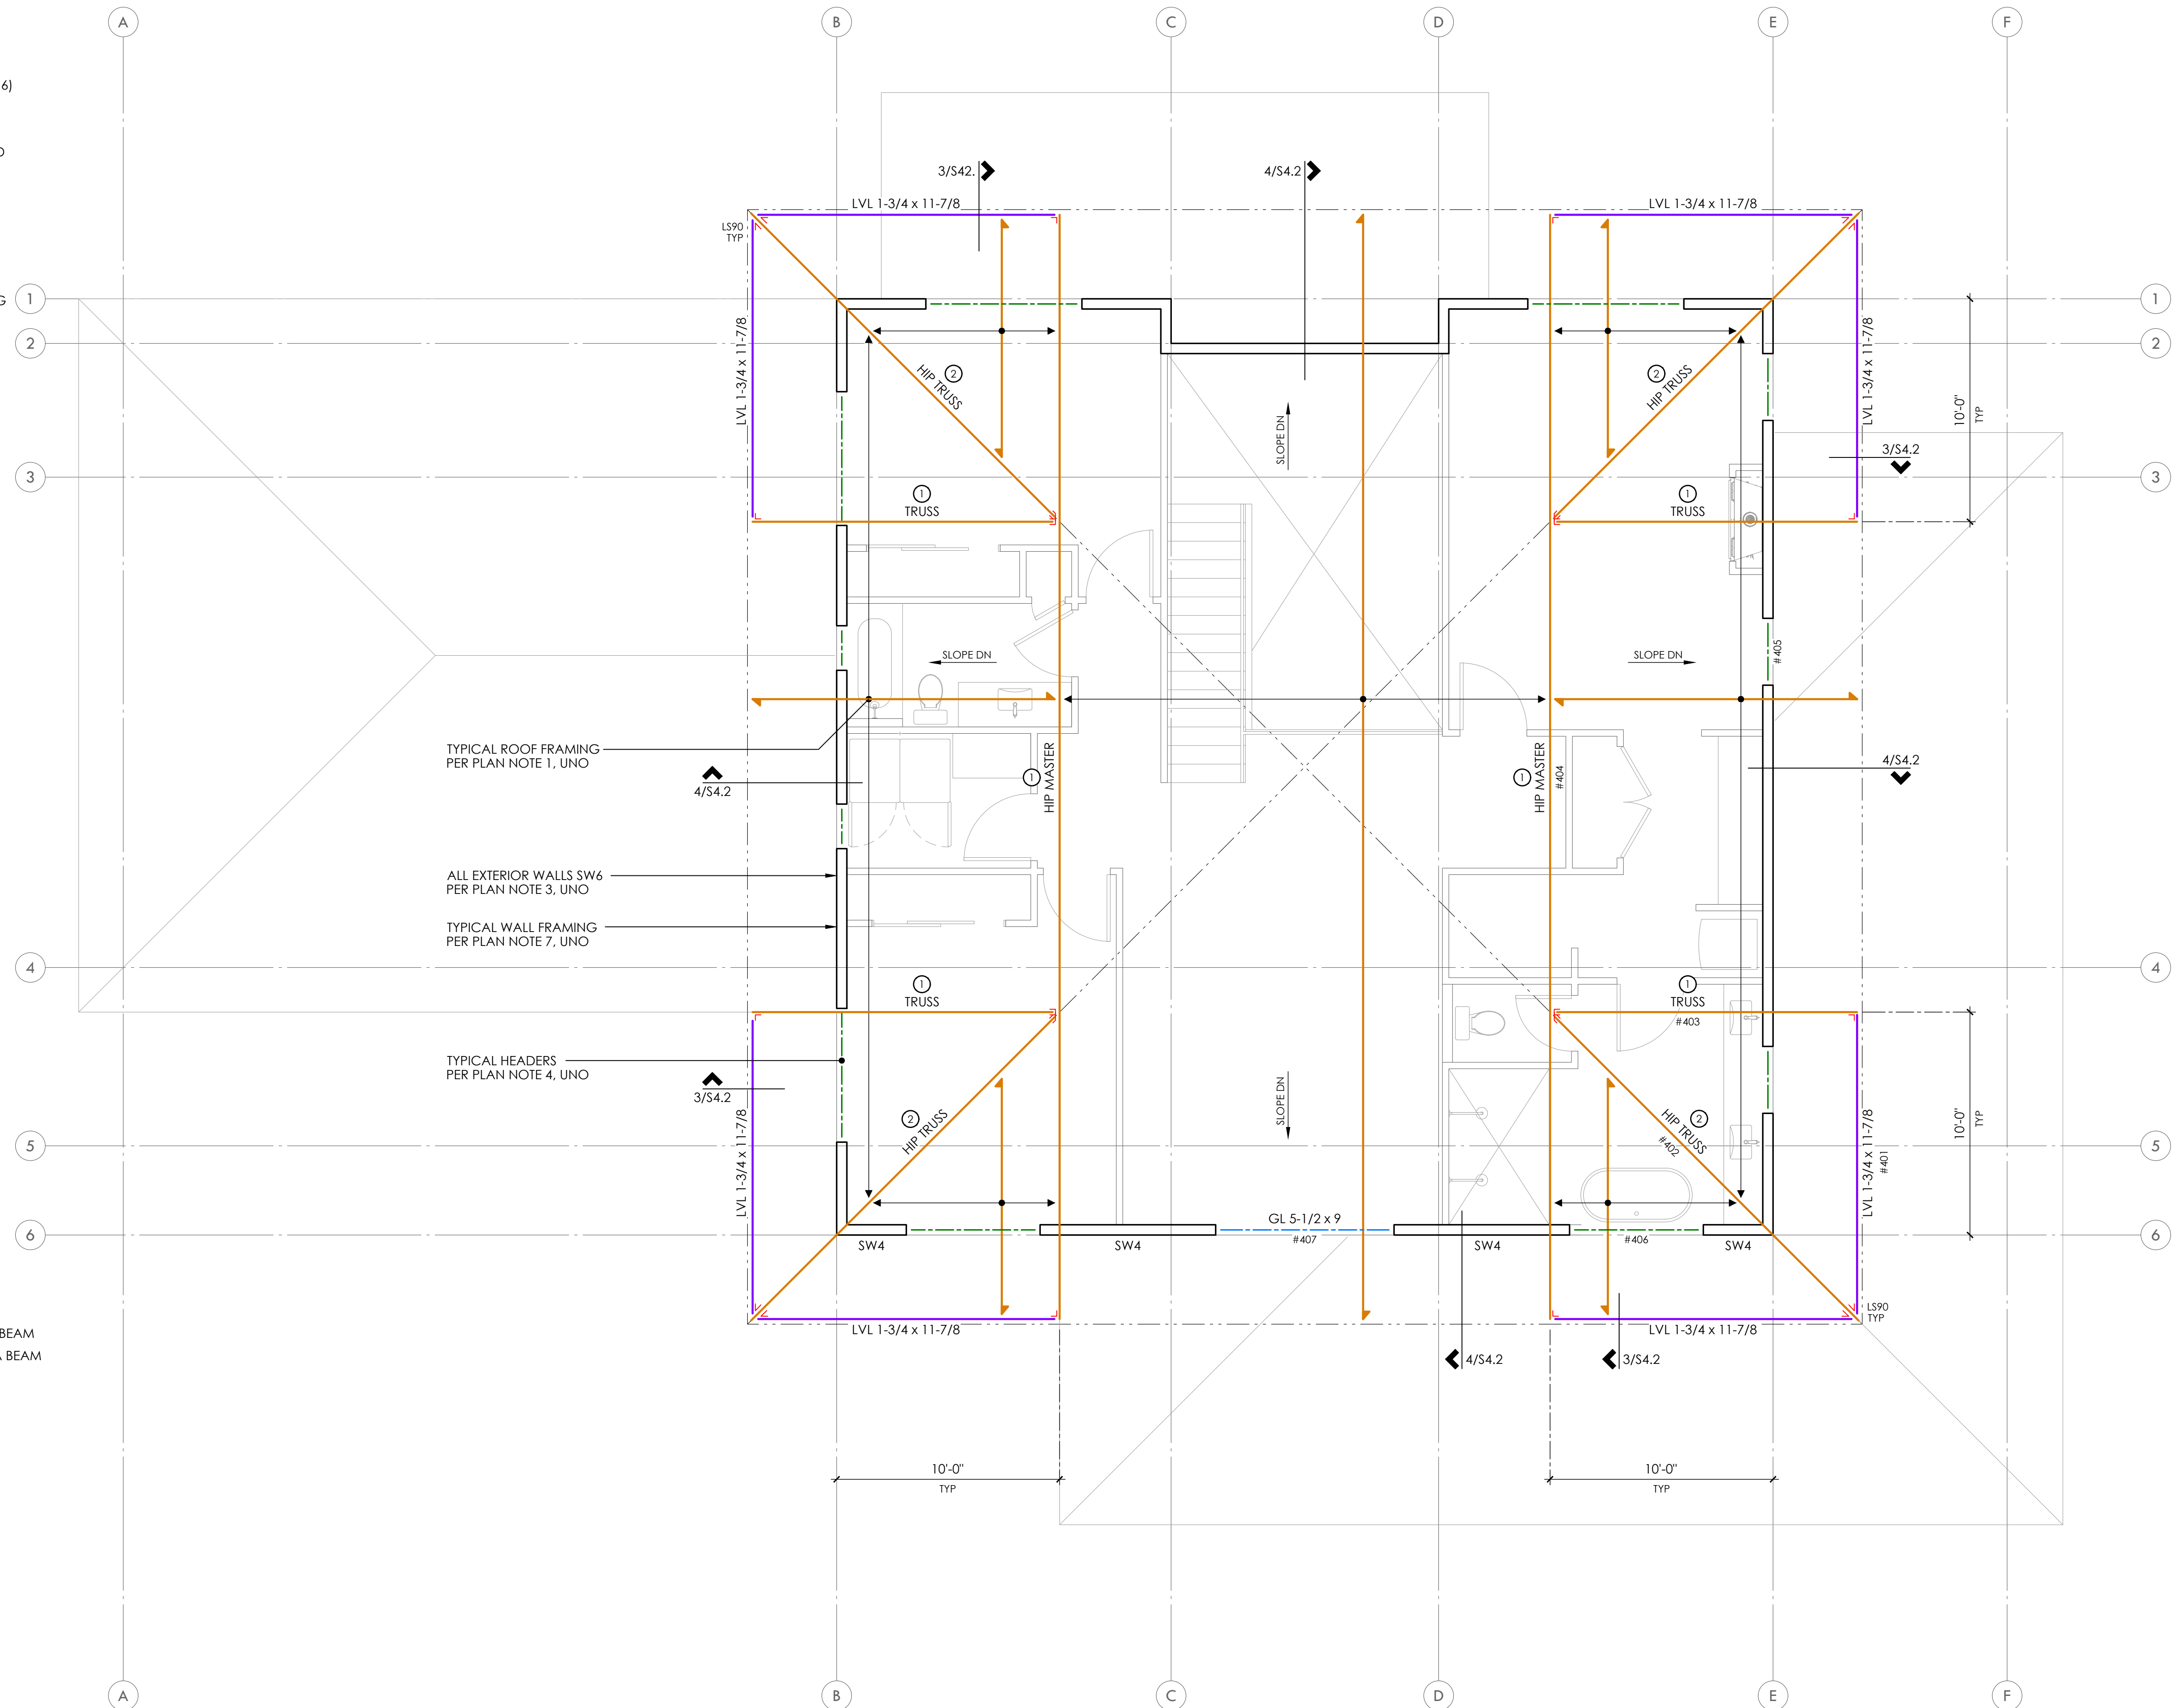 A
B
C
D
E
F
6)
3/S42.
4/S4.2
LVL 1-3/4 x 11-7/8
LVL 1-3/4 x 11-7/8
LS90
TYP
1
1
2
2
LVL 1-3/4 x 11-7/8
LVL 1-3/4 x 11-7/8
2
HIP TRUSS
2
HIP TRUSS
10'-0"
TYP
SLOPE DN
3/S4.2
3
3
1
TRUSS
1
TRUSS
SLOPE DN
SLOPE DN
#405
TYPICAL ROOF FRAMING
PER PLAN NOTE 1, UNO
4/S4.2
1
HIP MASTER
1
HIP MASTER
#404
4/S4.2
ALL EXTERIOR WALLS SW6
PER PLAN NOTE 3, UNO
TYPICAL WALL FRAMING
PER PLAN NOTE 7, UNO
4
4
1
TRUSS
1
TRUSS
#403
TYPICAL HEADERS
PER PLAN NOTE 4, UNO
3/S4.2
LVL 1-3/4 x 11-7/8
2
HIP TRUSS
SLOPE DN
2
HIP TRUSS
#402
LVL 1-3/4 x 11-7/8
#401
10'-0"
TYP
5
5
6
6
SW4
SW4
GL 5-1/2 x 9
#407
SW4
#406
SW4
LS90
TYP
BEAM
LVL 1-3/4 x 11-7/8
LVL 1-3/4 x 11-7/8
BEAM
4/S4.2
3/S4.2
10'-0"
TYP
10'-0"
TYP
A
B
C
D
E
F